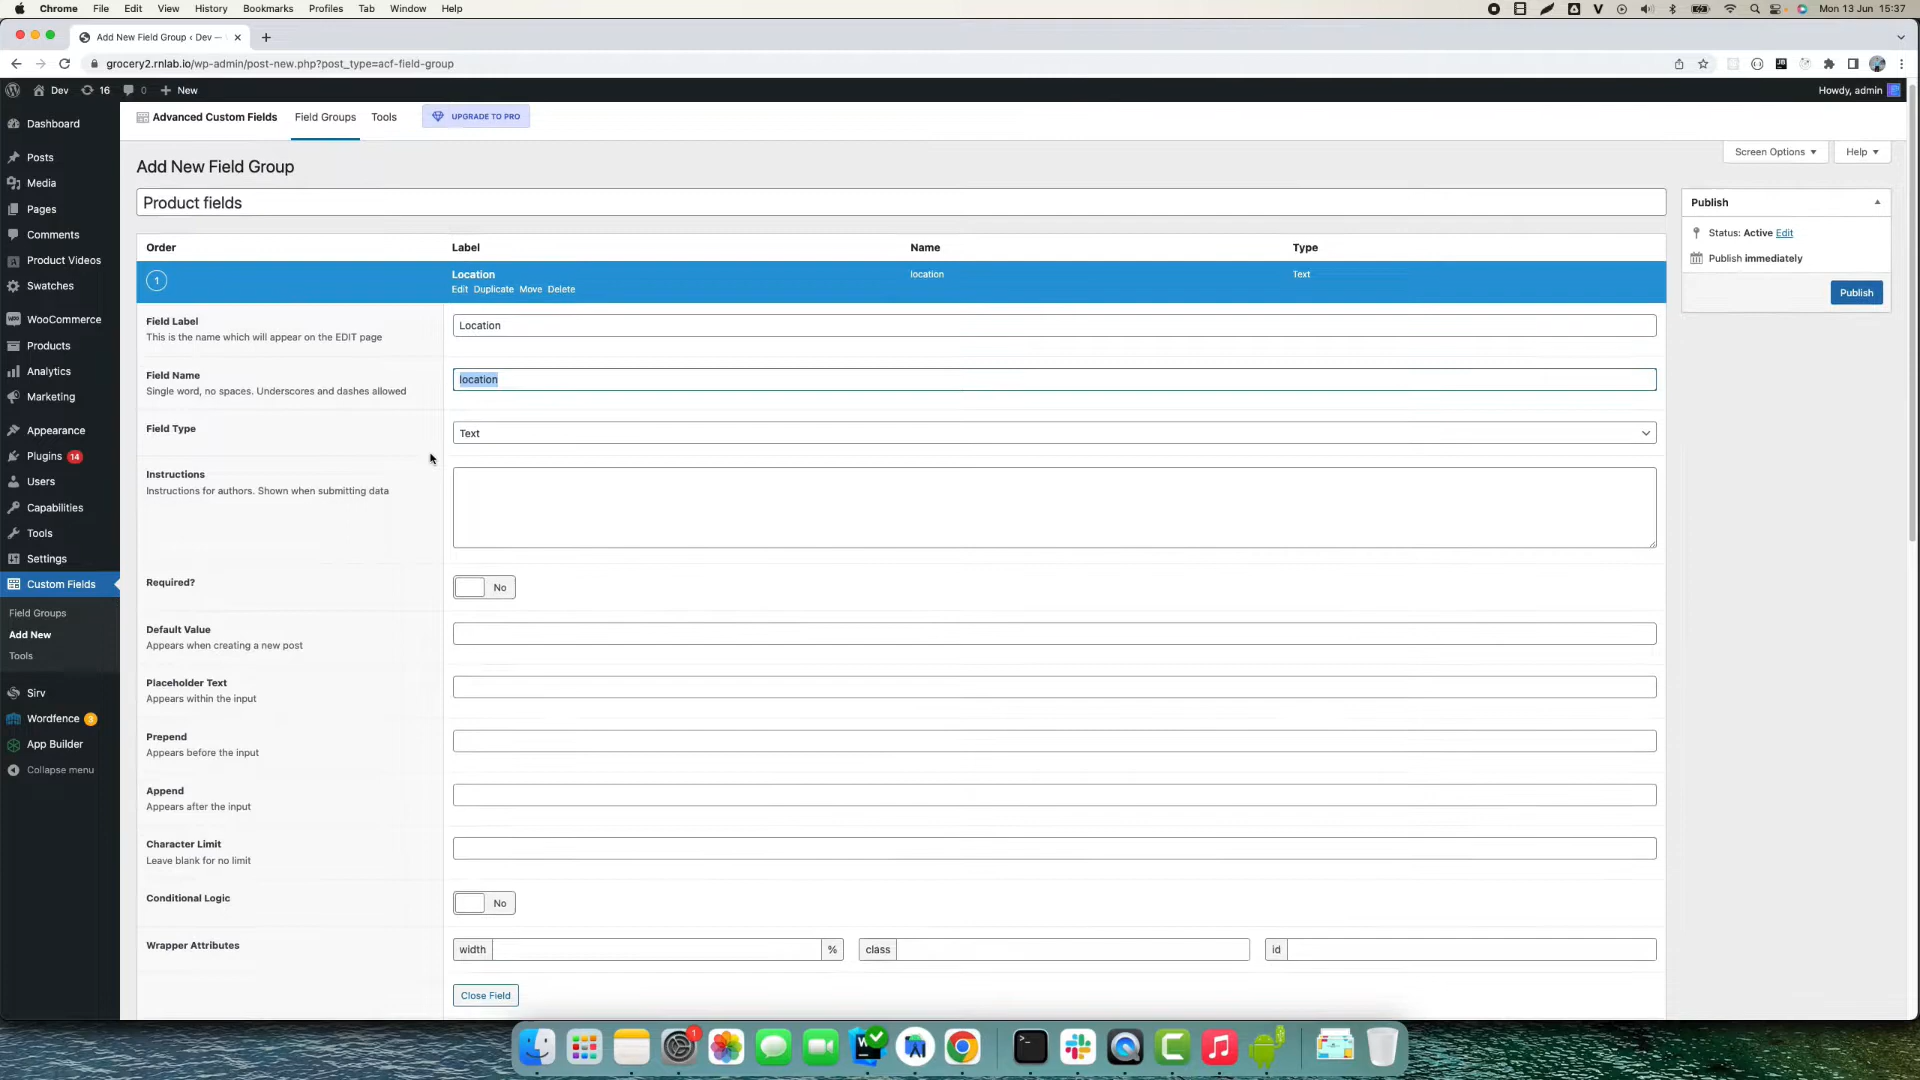 Chrome File Edit View History Bookmarks Profiles Tab Window Help Mon 13 Jun 15:37
Add New Field Group ‹ Dev —
grocery2.rnlab.io/wp-admin/post-new.php?post_type=acf-field-group
Dev 16 0 New Howdy, admin
Advanced Custom Fields Field Groups Tools UPGRADE TO PRO
Screen Options Help
Dashboard
Posts
Media
Pages
Comments
Product Videos
Swatches
WooCommerce
Products
Analytics
Marketing
Appearance
Plugins 14
Users
Capabilities
Tools
Settings
Custom Fields
Field Groups
Add New
Tools
Sirv
Wordfence 3
App Builder
Collapse menu
Add New Field Group
Product fields
Order Label Name Type
1 Location location Text
Edit Duplicate Move Delete
Field Label
This is the name which will appear on the EDIT page
Location
Field Name
Single word, no spaces. Underscores and dashes allowed
location
Field Type
Text
Instructions
Instructions for authors. Shown when submitting data
Required?
No
Default Value
Appears when creating a new post
Placeholder Text
Appears within the input
Prepend
Appears before the input
Append
Appears after the input
Character Limit
Leave blank for no limit
Conditional Logic
No
Wrapper Attributes
width % class id
Close Field
Publish
Status: Active Edit
Publish immediately
Publish
1